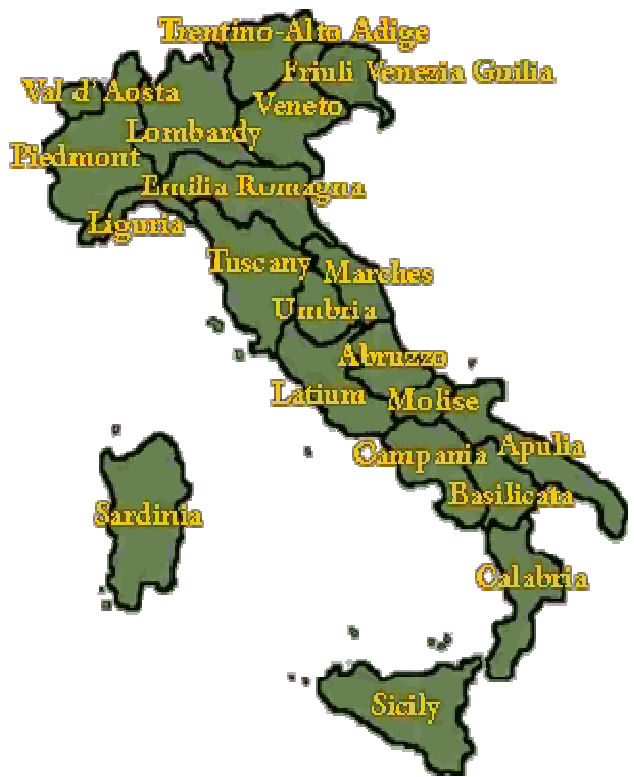 Trentino-Alto Adige
Friuli Venezia Guilia
Val d'Aosta
Veneto
Lombardy
Piedmont
Emilia Romagna
Liguria
Tuscany
Marches
Umbria
Abruzzo
Latium
Molise
Campania
Apulia
Basilicata
Sardinia
Calabria
Sicily